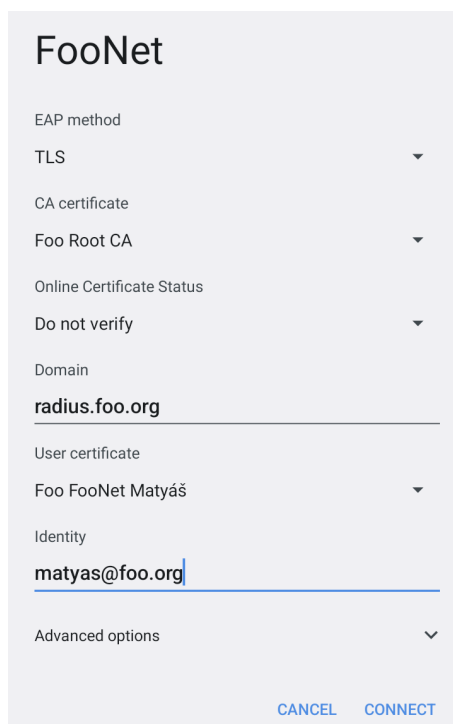 FooNet
EAP method
TLS
CA certificate
Foo Root CA
Online Certificate Status
Do not verify
Domain
radius.foo.org
User certificate
Foo FooNet Matyáš
Identity
matyas@foo.org
Advanced options
CANCEL CONNECT